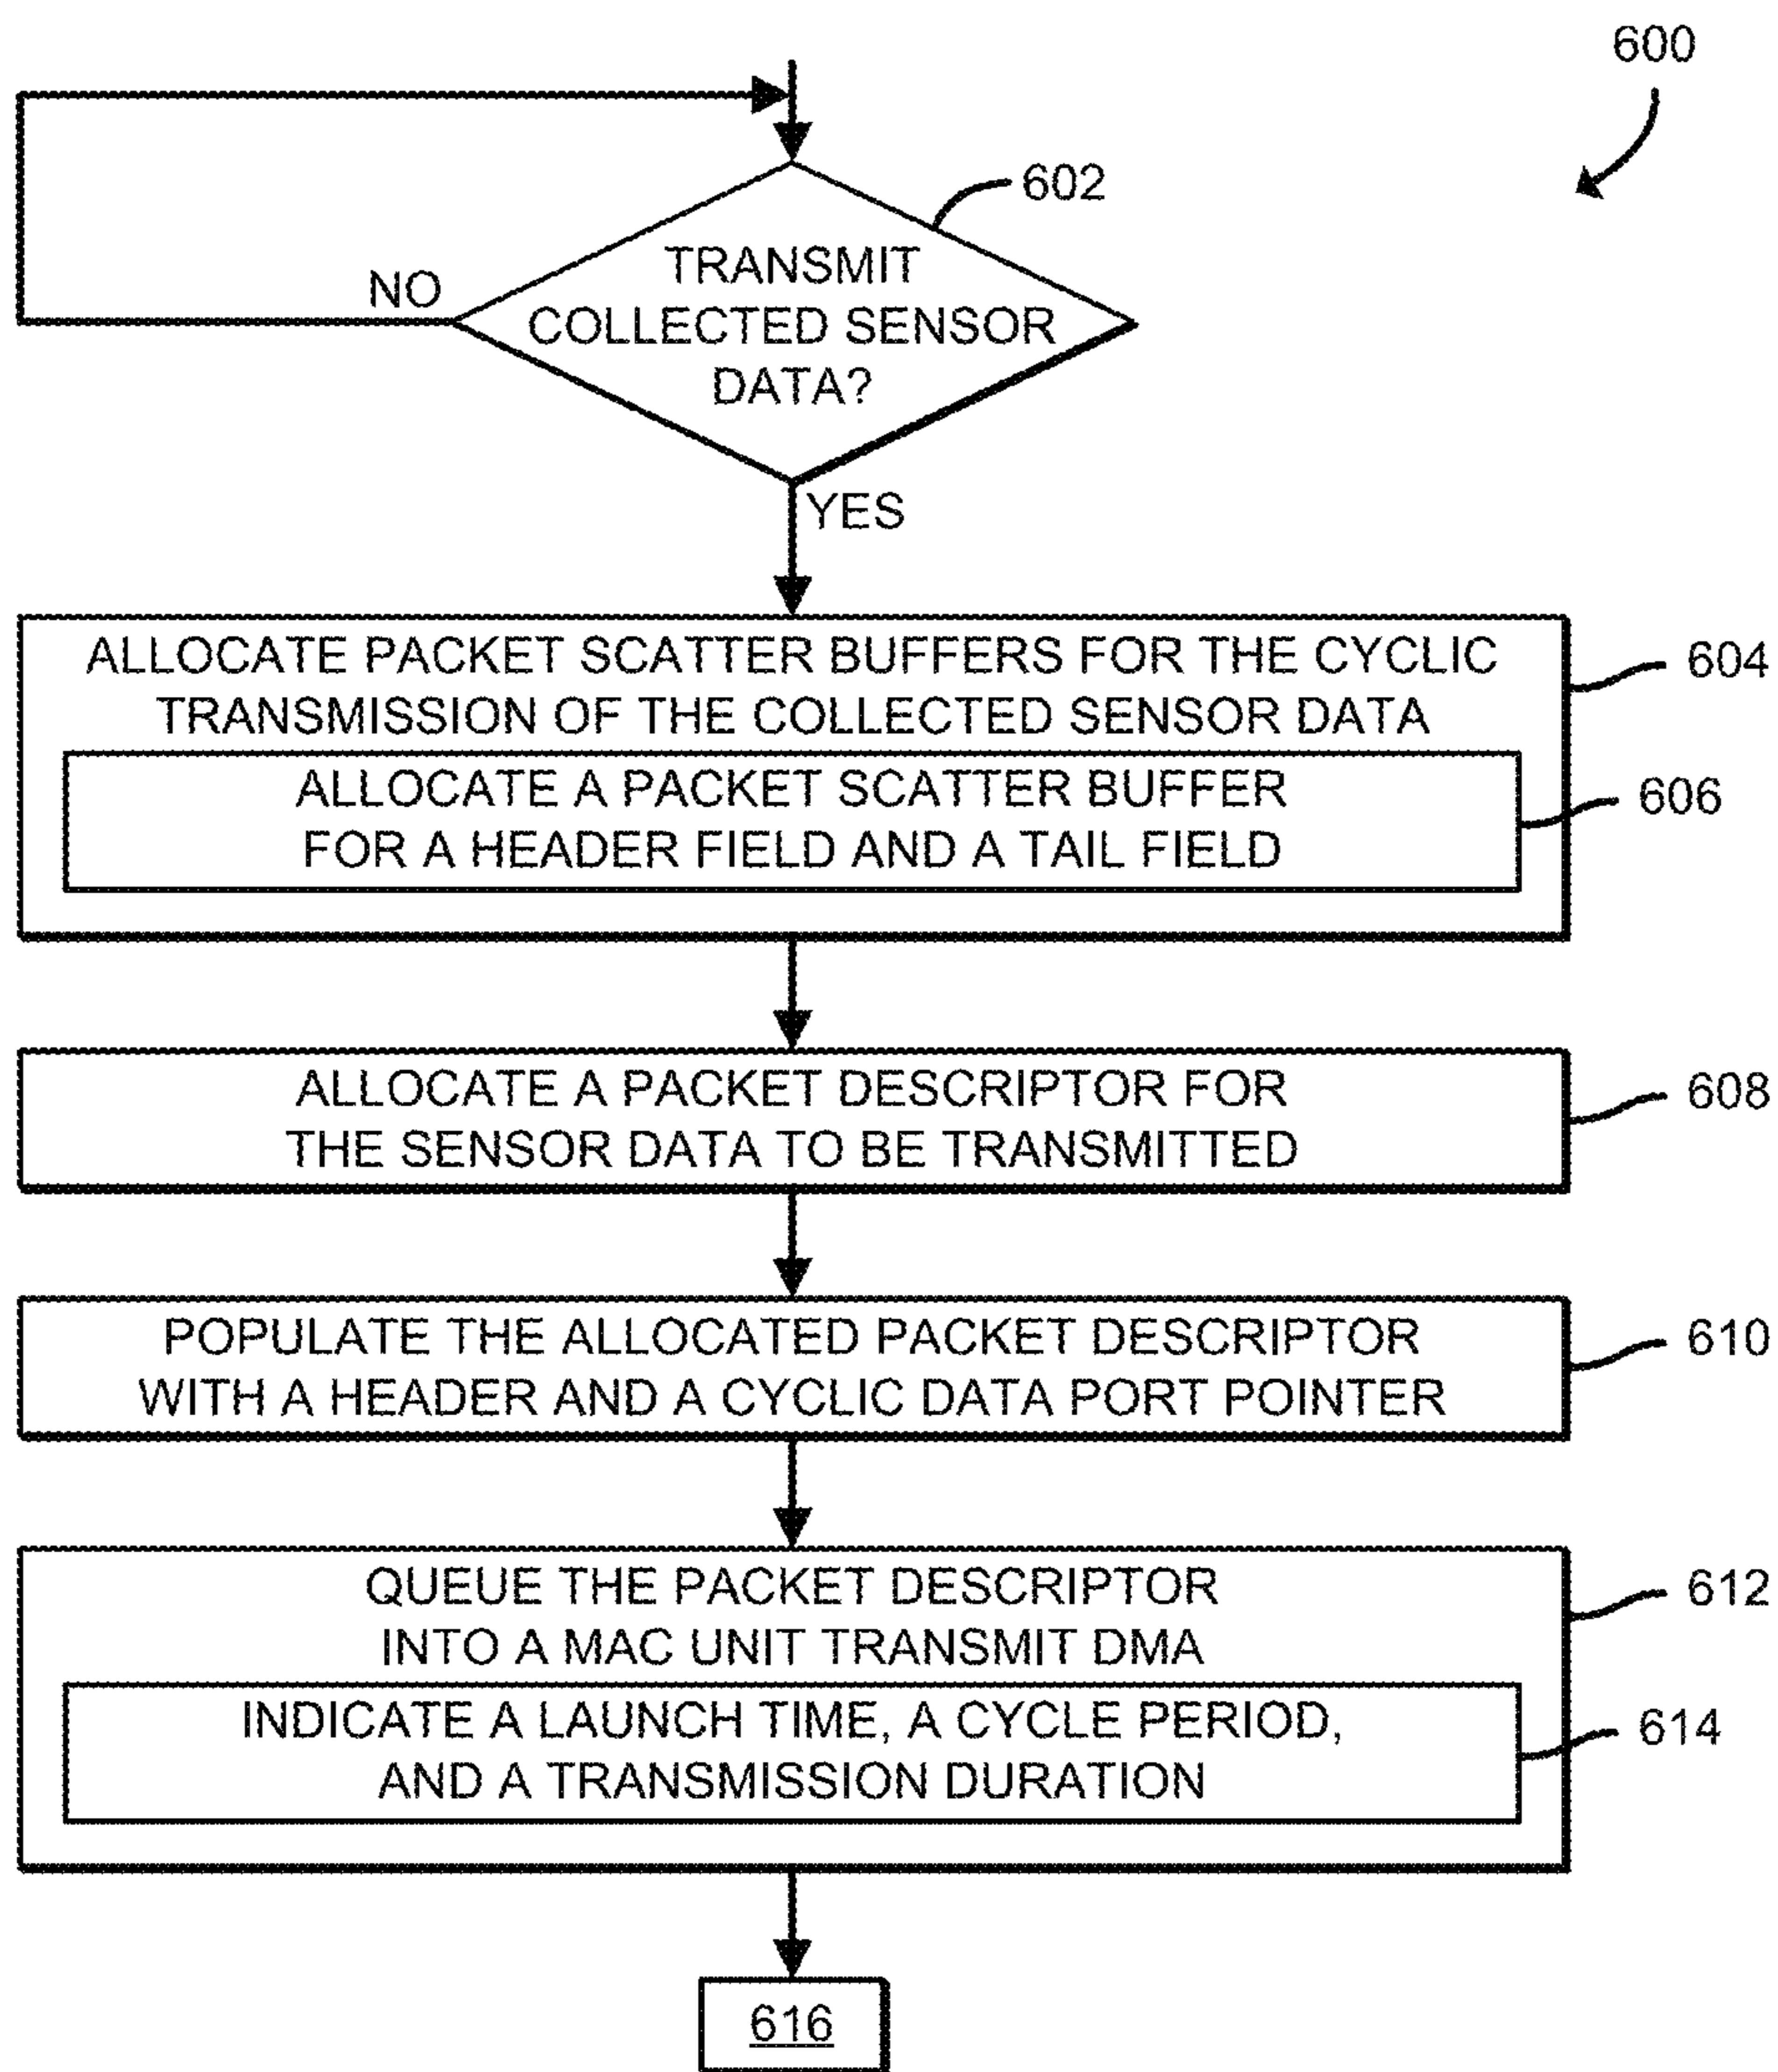 600
602
TRANSMIT
COLLECTED SENSOR
DATA?
NO
YES
ALLOCATE PACKET SCATTER BUFFERS FOR THE CYCLIC
TRANSMISSION OF THE COLLECTED SENSOR DATA
604
ALLOCATE A PACKET SCATTER BUFFER
FOR A HEADER FIELD AND A TAIL FIELD
606
ALLOCATE A PACKET DESCRIPTOR FOR
THE SENSOR DATA TO BE TRANSMITTED
608
POPULATE THE ALLOCATED PACKET DESCRIPTOR
WITH A HEADER AND A CYCLIC DATA PORT POINTER
610
QUEUE THE PACKET DESCRIPTOR
INTO A MAC UNIT TRANSMIT DMA
612
INDICATE A LAUNCH TIME, A CYCLE PERIOD,
AND A TRANSMISSION DURATION
614
616